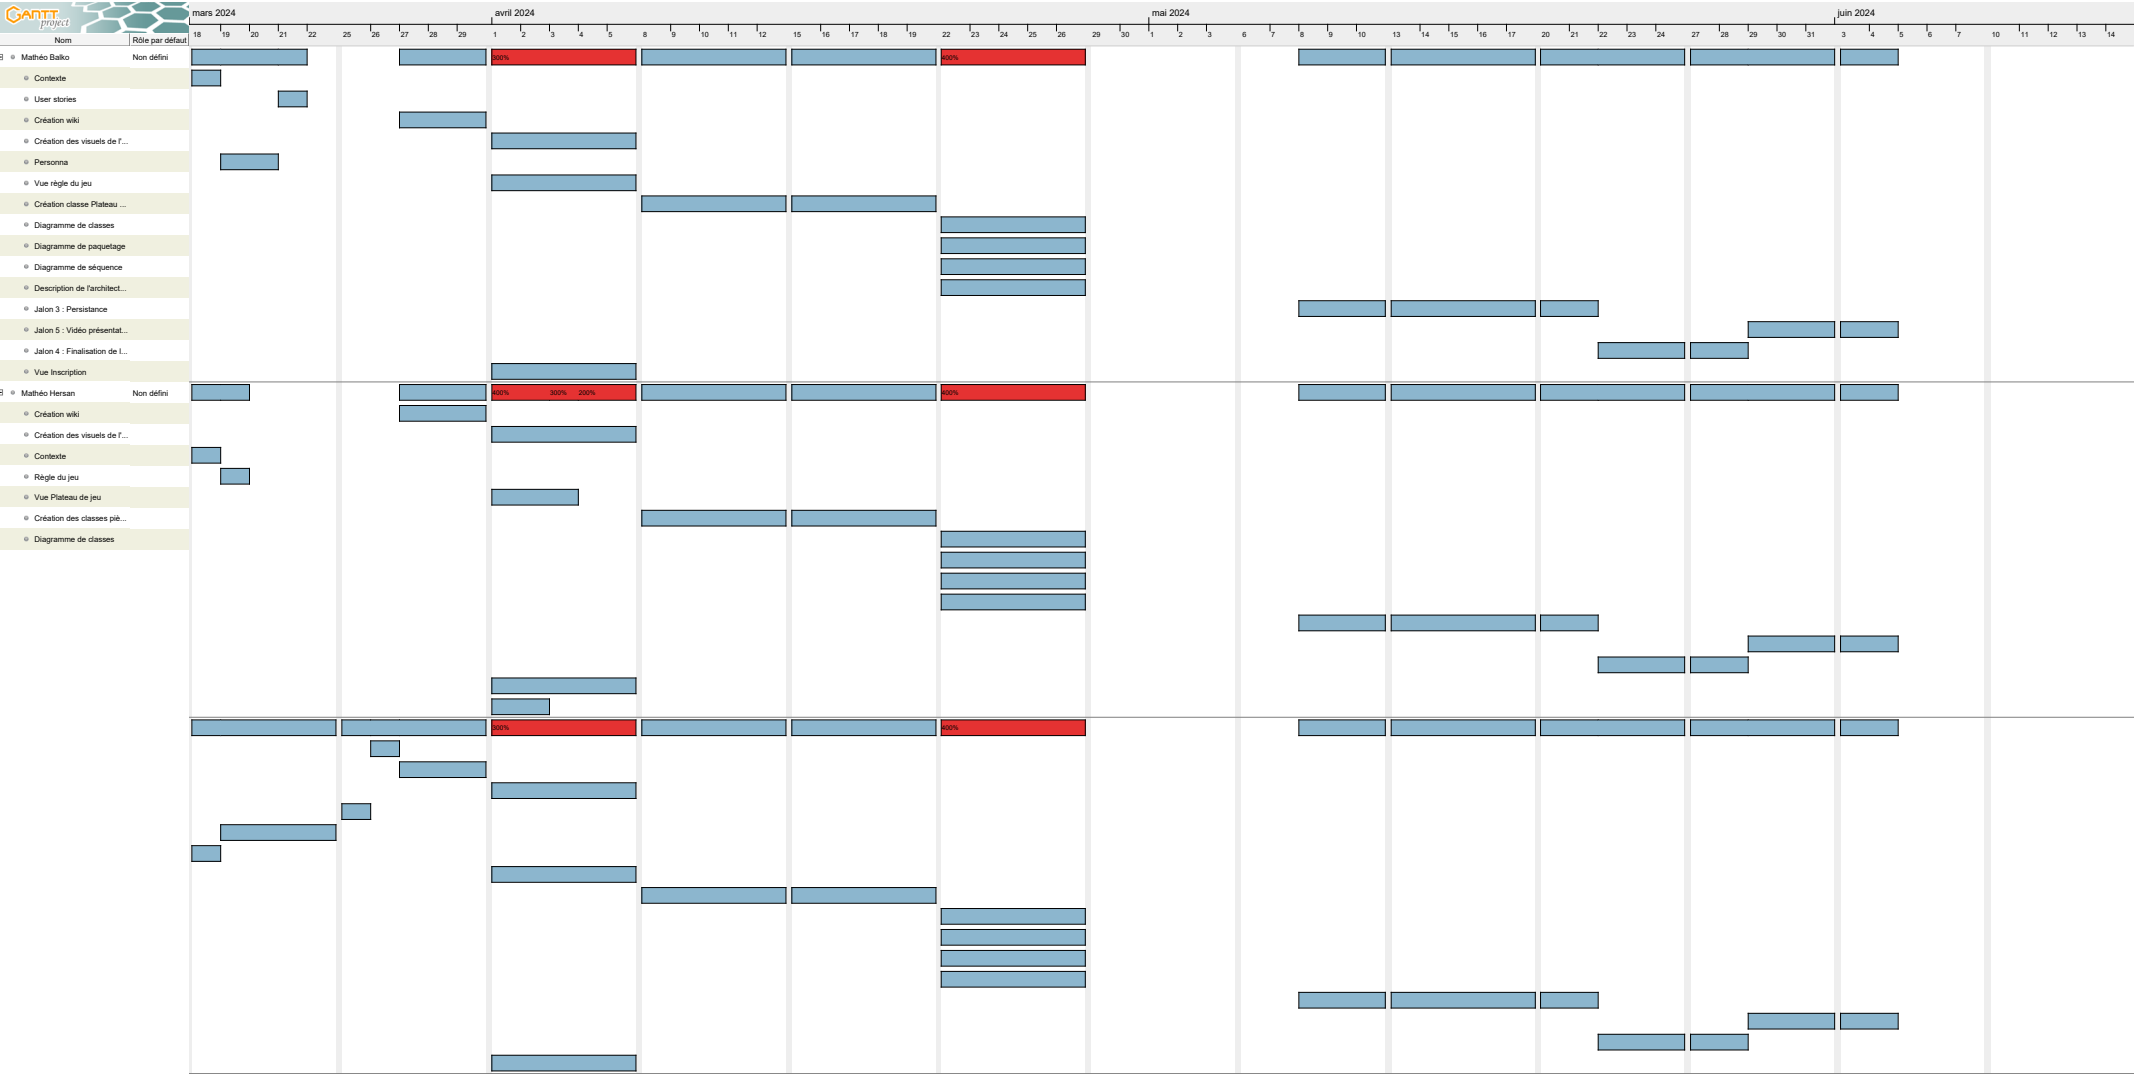 GANTT project
mars 2024 avril 2024 mai 2024 juin 2024
Nom Rôle par défaut 18 19 20 21 22 25 26 27 28 29 1 2 3 4 5 8 9 10 11 12 15 16 17 18 19 22 23 24 25 26 29 30 1 2 3 6 7 8 9 10 13 14 15 16 17 20 21 22 23 24 27 28 29 30 31 3 4 5 6 7 10 11 12 13 14
Mathéo Balko Non défini 300% 400%
Contexte
User stories
Création wiki
Création des visuels de l'...
Personna
Vue règle du jeu
Création classe Plateau ...
Diagramme de classes
Diagramme de paquetage
Diagramme de séquence
Description de l'architect...
Jalon 3 : Persistance
Jalon 5 : Vidéo présentat...
Jalon 4 : Finalisation de l...
Vue Inscription
Mathéo Hersan Non défini 400% 300% 200% 400%
Création wiki
Création des visuels de l'...
Contexte
Règle du jeu
Vue Plateau de jeu
Création des classes piè...
Diagramme de classes
300% 400%